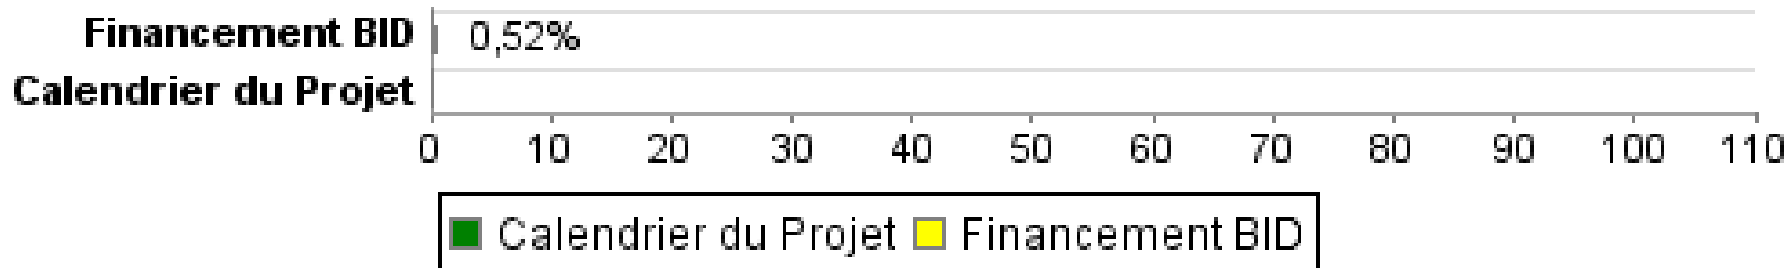 Financement BID 0,52%
Calendrier du Projet
0 10 20 30 40 50 60 70 80 90 100 110
Calendrier du Projet Financement BID